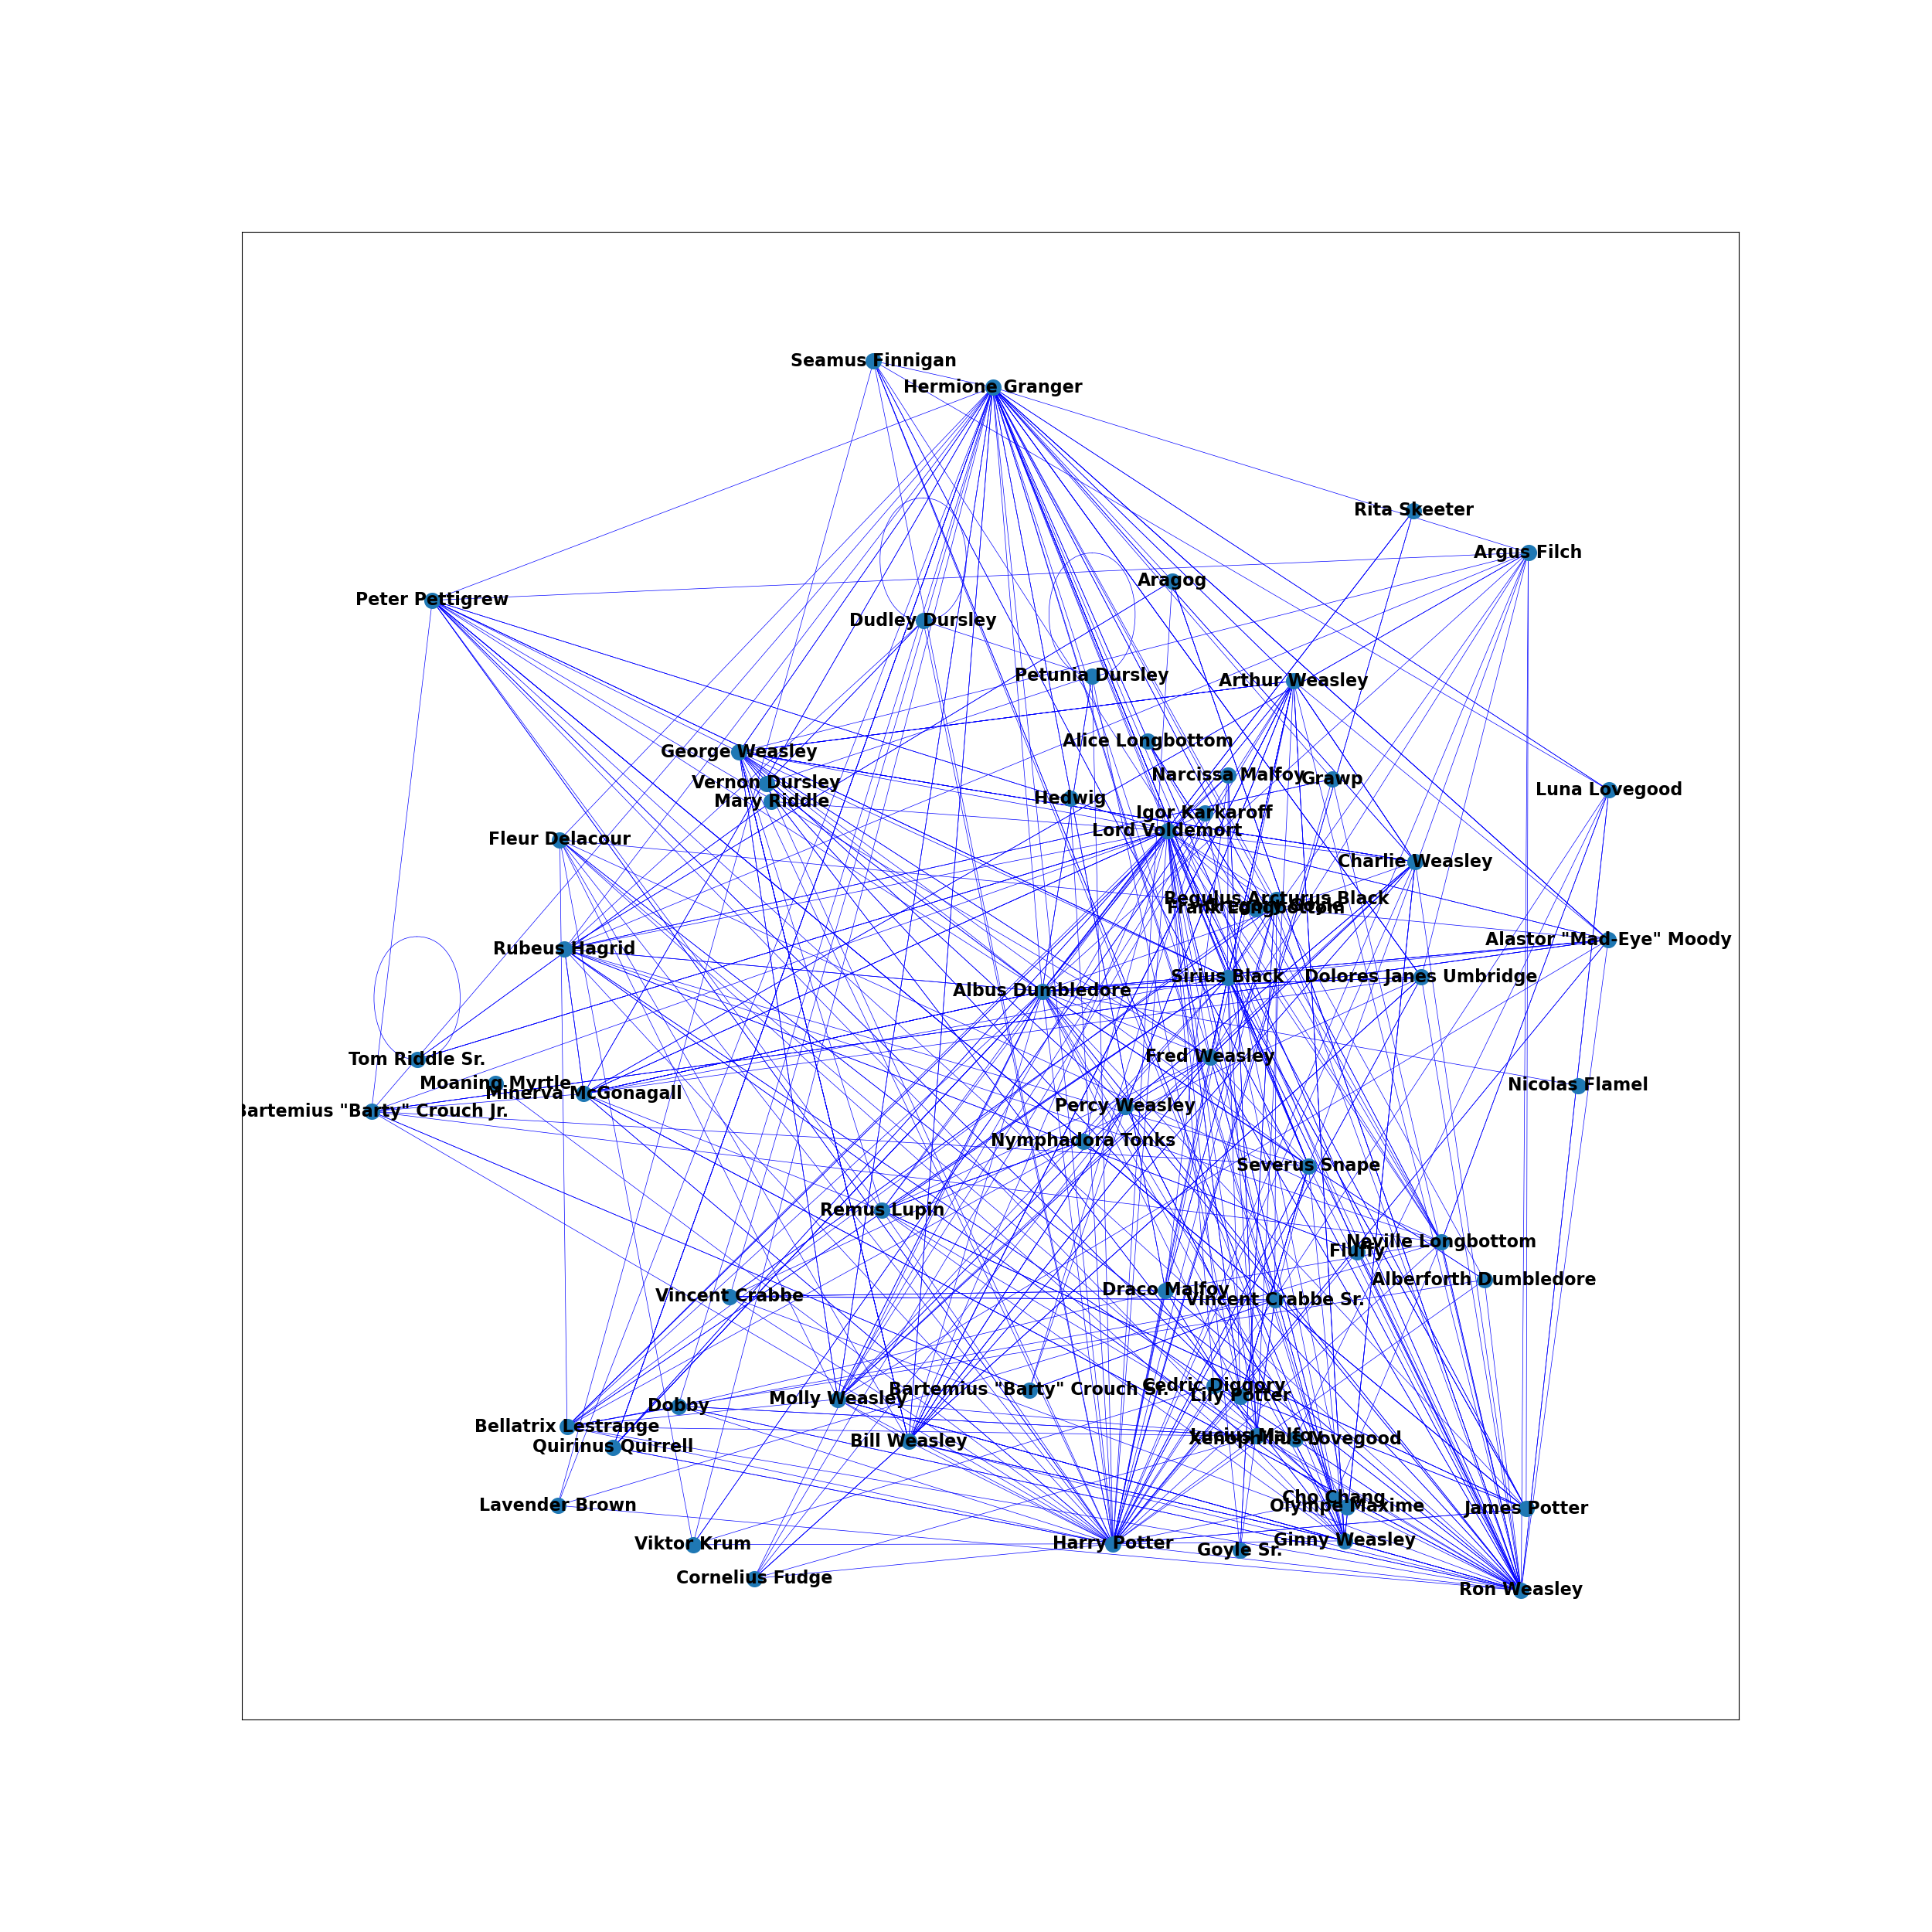 Seamus Finnigan
Hermione Granger
Rita Skeeter
Argus Filch
Aragog
Peter Pettigrew
Dudley Dursley
Petunia Dursley
Arthur Weasley
Alice Longbottom
George Weasley
Narcissa Malfoy
Grawp
Vernon Dursley
Luna Lovegood
Hedwig
Mary Riddle
Igor Karkaroff
Lord Voldemort
Fleur Delacour
Charlie Weasley
Regulus Arcturus Black
Frank Longbottom
Alastor "Mad-Eye" Moody
Rubeus Hagrid
Sirius Black
Dolores Janes Umbridge
Albus Dumbledore
Fred Weasley
Tom Riddle Sr.
Moaning Myrtle
Nicolas Flamel
Minerva McGonagall
Percy Weasley
Bartemius "Barty" Crouch Jr.
Nymphadora Tonks
Severus Snape
Remus Lupin
Neville Longbottom
Fluffy
Alberforth Dumbledore
Draco Malfoy
Vincent Crabbe
Vincent Crabbe Sr.
Cedric Diggory
Bartemius "Barty" Crouch Sr.
Lily Potter
Molly Weasley
Dobby
Bellatrix Lestrange
Lucius Malfoy
Xenophilius Lovegood
Bill Weasley
Quirinus Quirrell
Cho Chang
Lavender Brown
Olympe Maxime
James Potter
Ginny Weasley
Harry Potter
Viktor Krum
Goyle Sr.
Cornelius Fudge
Ron Weasley